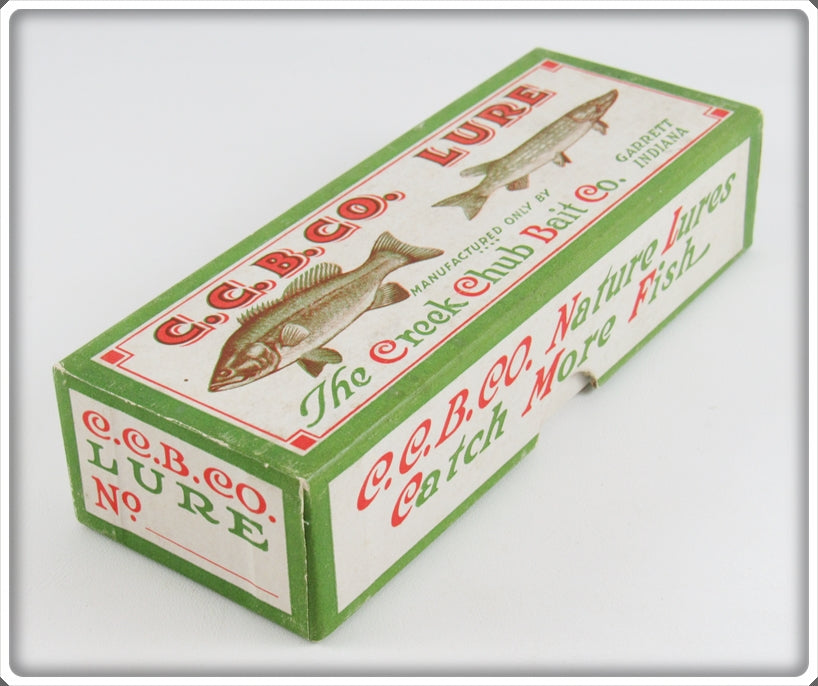 C.C.B.CO. LURE
MANUFACTURED ONLY BY
The Creek Chub Bait Co.
GARRETT
INDIANA
C.C.B.CO. Nature Lures
Catch More Fish
C.C.B.CO.
LURE
No